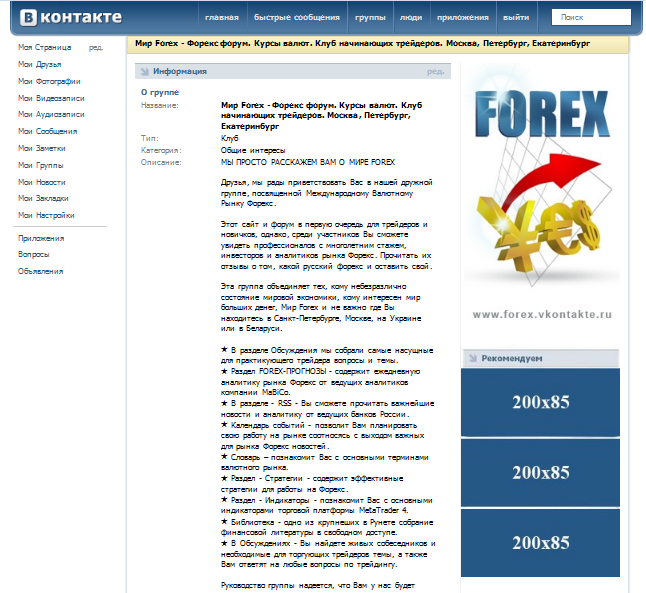 В контакте
главная быстрые сообщения группы люди приложения выйти Поиск
Моя Страница ред.
Мои Друзья
Мои Фотографии
Мои Видеозаписи
Мои Аудиозаписи
Мои Сообщения
Мои Заметки
Мои Группы
Мои Новости
Мои Закладки
Мои Настройки
Приложения
Вопросы
Объявления
Мир Forex - Форекс форум. Курсы валют. Клуб начинающих трейдеров. Москва, Петербург, Екатеринбург
Информация ред.
О группе
Название: Мир Forex - Форекс форум. Курсы валют. Клуб
начинающих трейдеров. Москва, Петербург,
Екатеринбург
Тип: Клуб
Категория: Общие интересы
Описание: МЫ ПРОСТО РАССКАЖЕМ ВАМ О МИРЕ FOREX
Друзья, мы рады приветствовать Вас в нашей дружной
группе, посвященной Международному Валютному
Рынку Форекс.
Этот сайт и форум в первую очередь для трейдеров и
новичков, однако, среди участников Вы сможете
увидеть профессионалов с многолетним стажем,
инвесторов и аналитиков рынка Форекс. Прочитать их
отзывы о том, какой русский форекс и оставить свой.
Эта группа объединяет тех, кому небезразлично
состояние мировой экономики, кому интересен мир
больших денег, Мир Forex и не важно где Вы
находитесь в Санкт-Петербурге, Москве, на Украине
или в Беларуси.
★ В разделе Обсуждения мы собрали самые насущные
для практикующего трейдера вопросы и темы.
★ Раздел FOREX-ПРОГНОЗЫ - содержит ежедневную
аналитику рынка Форекс от ведущих аналитиков
компании MaBiCo.
★ В разделе - RSS - Вы сможете прочитать важнейшие
новости и аналитику от ведущих банков России.
★ Календарь событий - позволит Вам планировать
свою работу на рынке соотносясь с выходом важных
для рынка Форекс новостей.
★ Словарь – познакомит Вас с основными терминами
валютного рынка.
★ Раздел - Стратегии - содержит эффективные
стратегии для работы на Форекс.
★ Раздел - Индикаторы - познакомит Вас с основными
индикаторами торговой платформы MetaTrader 4.
★ Библиотека - одно из крупнеших в Рунете собрание
финансовой литературы в свободном доступе.
★ В Обсуждениях - Вы найдете живых собеседников и
необходимые для торгующих трейдеров темы, а также
Вам ответят на любые вопросы по трейдингу.
Руководство группы надеется, что Вам у нас будет
FOREX
¥€$
www.forex.vkontakte.ru
Рекомендуем
200x85
200x85
200x85